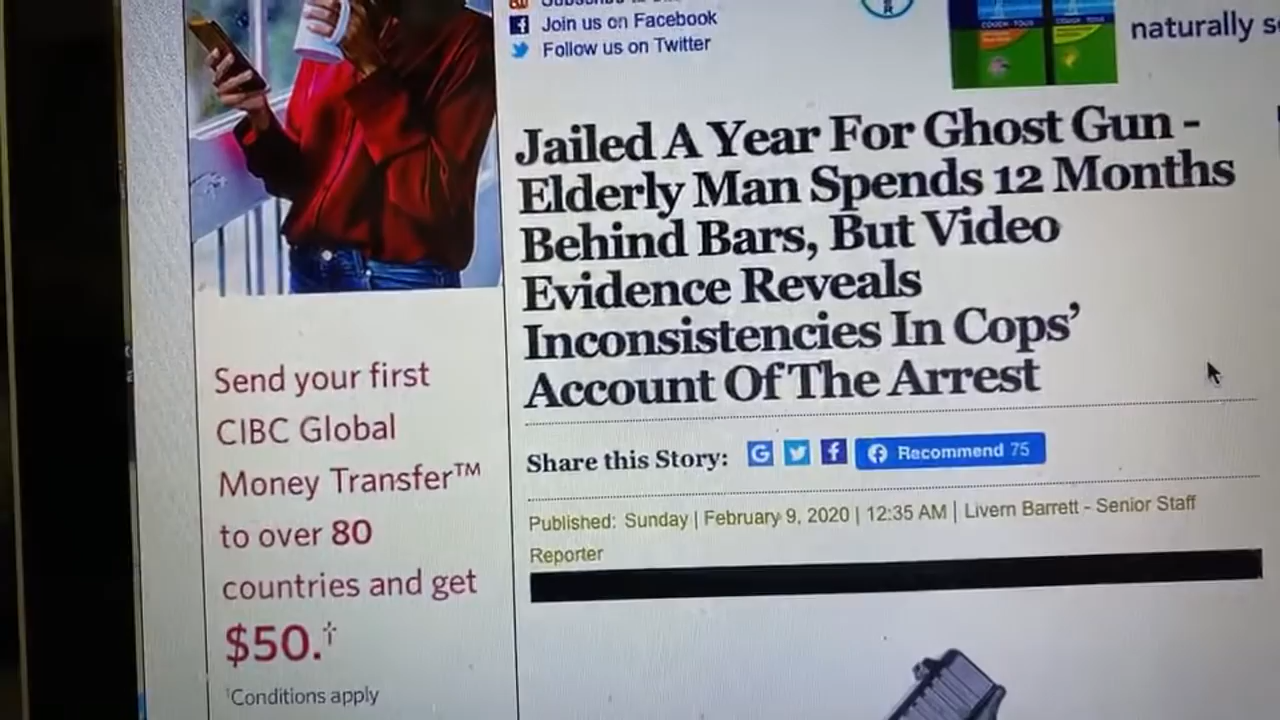 Join us on Facebook
Follow us on Twitter
naturally
Jailed A Year For Ghost Gun -
Elderly Man Spends 12 Months
Behind Bars, But Video
Evidence Reveals
Inconsistencies In Cops'
Account Of The Arrest
Share this Story:
Recommend 75
Published: Sunday | February 9, 2020 | 12:35 AM | Livern Barrett - Senior Staff
Reporter
Send your first
CIBC Global
Money Transfer™
to over 80
countries and get
$50.†
†Conditions apply